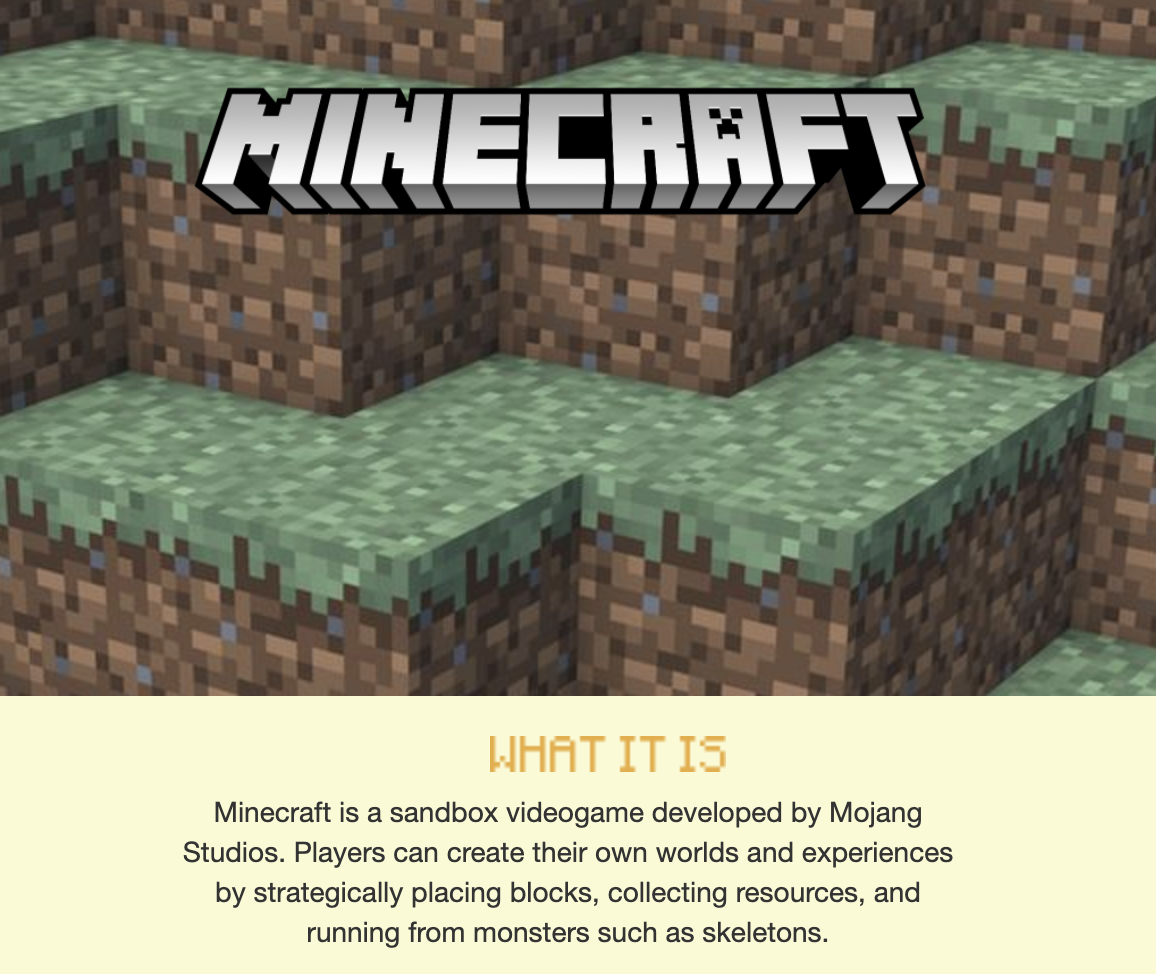 MINECRAFT
WHAT IT IS
Minecraft is a sandbox videogame developed by Mojang
Studios. Players can create their own worlds and experiences
by strategically placing blocks, collecting resources, and
running from monsters such as skeletons.